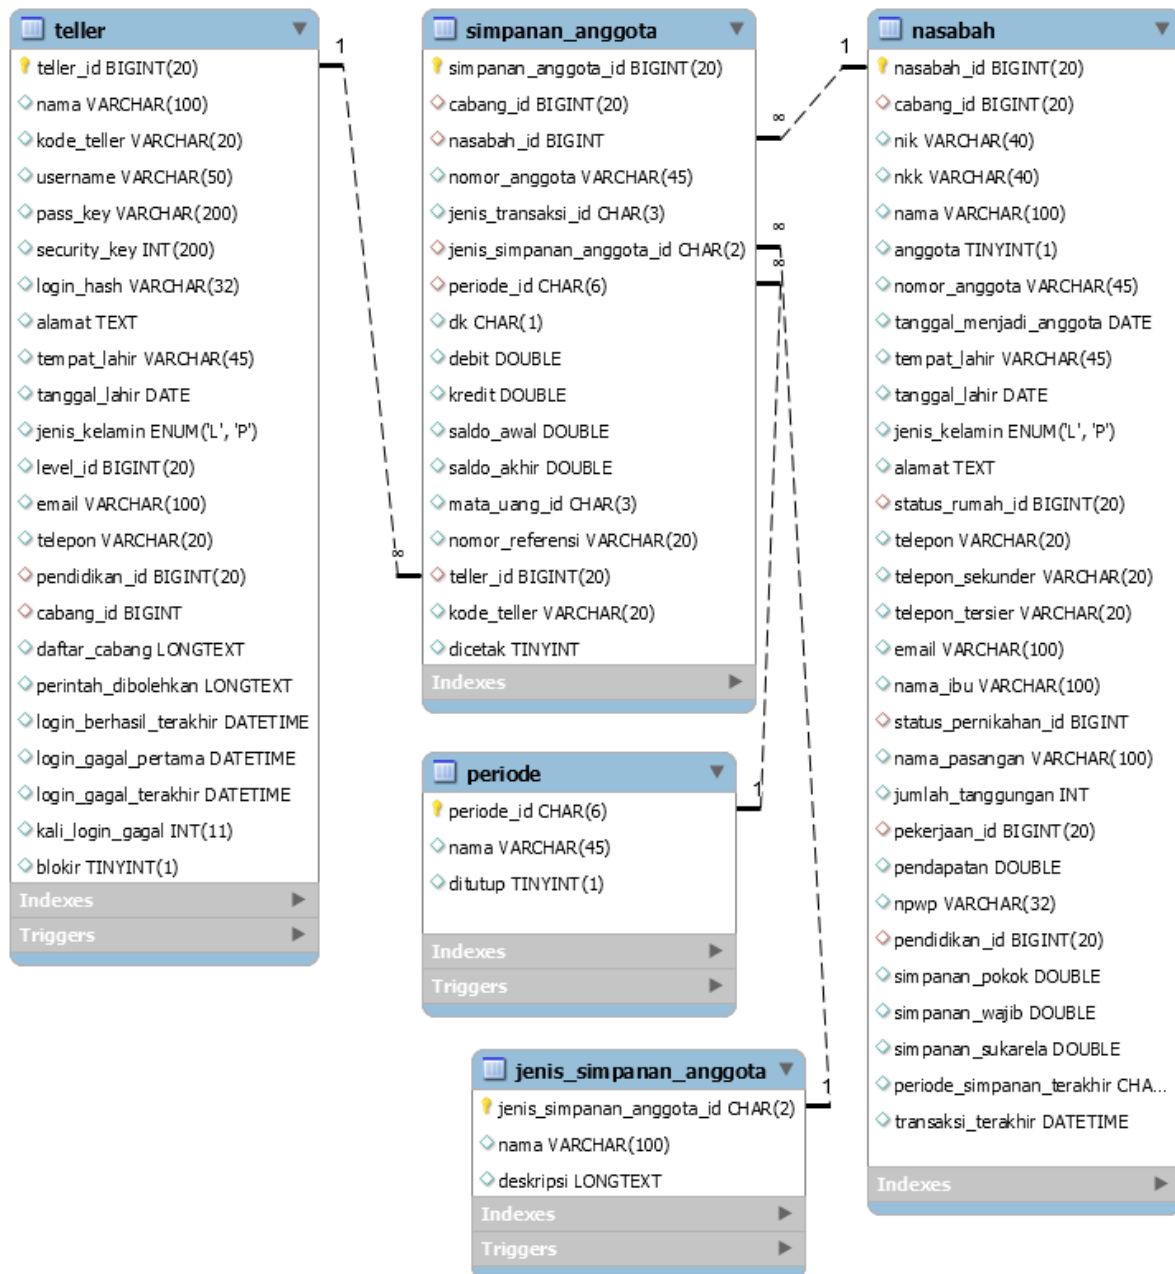 teller
teller_id BIGINT(20)
nama VARCHAR(100)
kode_teller VARCHAR(20)
username VARCHAR(50)
pass_key VARCHAR(200)
security_key INT(200)
login_hash VARCHAR(32)
alamat TEXT
tempat_lahir VARCHAR(45)
tanggal_lahir DATE
jenis_kelamin ENUM('L', 'P')
level_id BIGINT(20)
email VARCHAR(100)
telepon VARCHAR(20)
pendidikan_id BIGINT(20)
cabang_id BIGINT
daftar_cabang LONGTEXT
perintah_dibolehkan LONGTEXT
login_berhasil_terakhir DATETIME
login_gagal_pertama DATETIME
login_gagal_terakhir DATETIME
kali_login_gagal INT(11)
blokir TINYINT(1)
Indexes
Triggers
1
∞
simpanan_anggota
simpanan_anggota_id BIGINT(20)
cabang_id BIGINT(20)
nasabah_id BIGINT
nomor_anggota VARCHAR(45)
jenis_transaksi_id CHAR(3)
jenis_simpanan_anggota_id CHAR(2)
periode_id CHAR(6)
dk CHAR(1)
debit DOUBLE
kredit DOUBLE
saldo_awal DOUBLE
saldo_akhir DOUBLE
mata_uang_id CHAR(3)
nomor_referensi VARCHAR(20)
teller_id BIGINT(20)
kode_teller VARCHAR(20)
dicetak TINYINT
Indexes
1
∞
∞
∞
periode
periode_id CHAR(6)
nama VARCHAR(45)
ditutup TINYINT(1)
Indexes
Triggers
1
jenis_simpanan_anggota
jenis_simpanan_anggota_id CHAR(2)
nama VARCHAR(100)
deskripsi LONGTEXT
Indexes
Triggers
1
nasabah
nasabah_id BIGINT(20)
cabang_id BIGINT(20)
nik VARCHAR(40)
nkk VARCHAR(40)
nama VARCHAR(100)
anggota TINYINT(1)
nomor_anggota VARCHAR(45)
tanggal_menjadi_anggota DATE
tempat_lahir VARCHAR(45)
tanggal_lahir DATE
jenis_kelamin ENUM('L', 'P')
alamat TEXT
status_rumah_id BIGINT(20)
telepon VARCHAR(20)
telepon_sekunder VARCHAR(20)
telepon_tersier VARCHAR(20)
email VARCHAR(100)
nama_ibu VARCHAR(100)
status_pernikahan_id BIGINT
nama_pasangan VARCHAR(100)
jumlah_tanggungan INT
pekerjaan_id BIGINT(20)
pendapatan DOUBLE
npwp VARCHAR(32)
pendidikan_id BIGINT(20)
simpanan_pokok DOUBLE
simpanan_wajib DOUBLE
simpanan_sukarela DOUBLE
periode_simpanan_terakhir CHA...
transaksi_terakhir DATETIME
Indexes